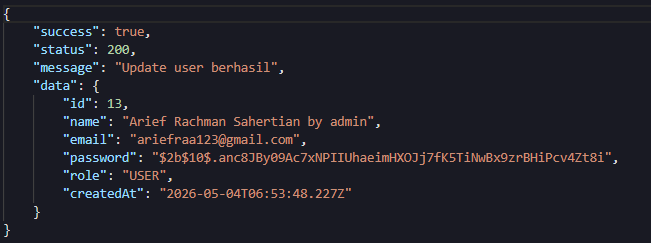 {
"success": true,
"status": 200,
"message": "Update user berhasil",
"data": {
"id": 13,
"name": "Arief Rachman Sahertian by admin",
"email": "ariefraa123@gmail.com",
"password": "$2b$10$.anc8JBy09Ac7xNPIIUhaeimHXOJj7fK5TiNwBx9zrBHiPcv4Zt8i",
"role": "USER",
"createdAt": "2026-05-04T06:53:48.227Z"
}
}